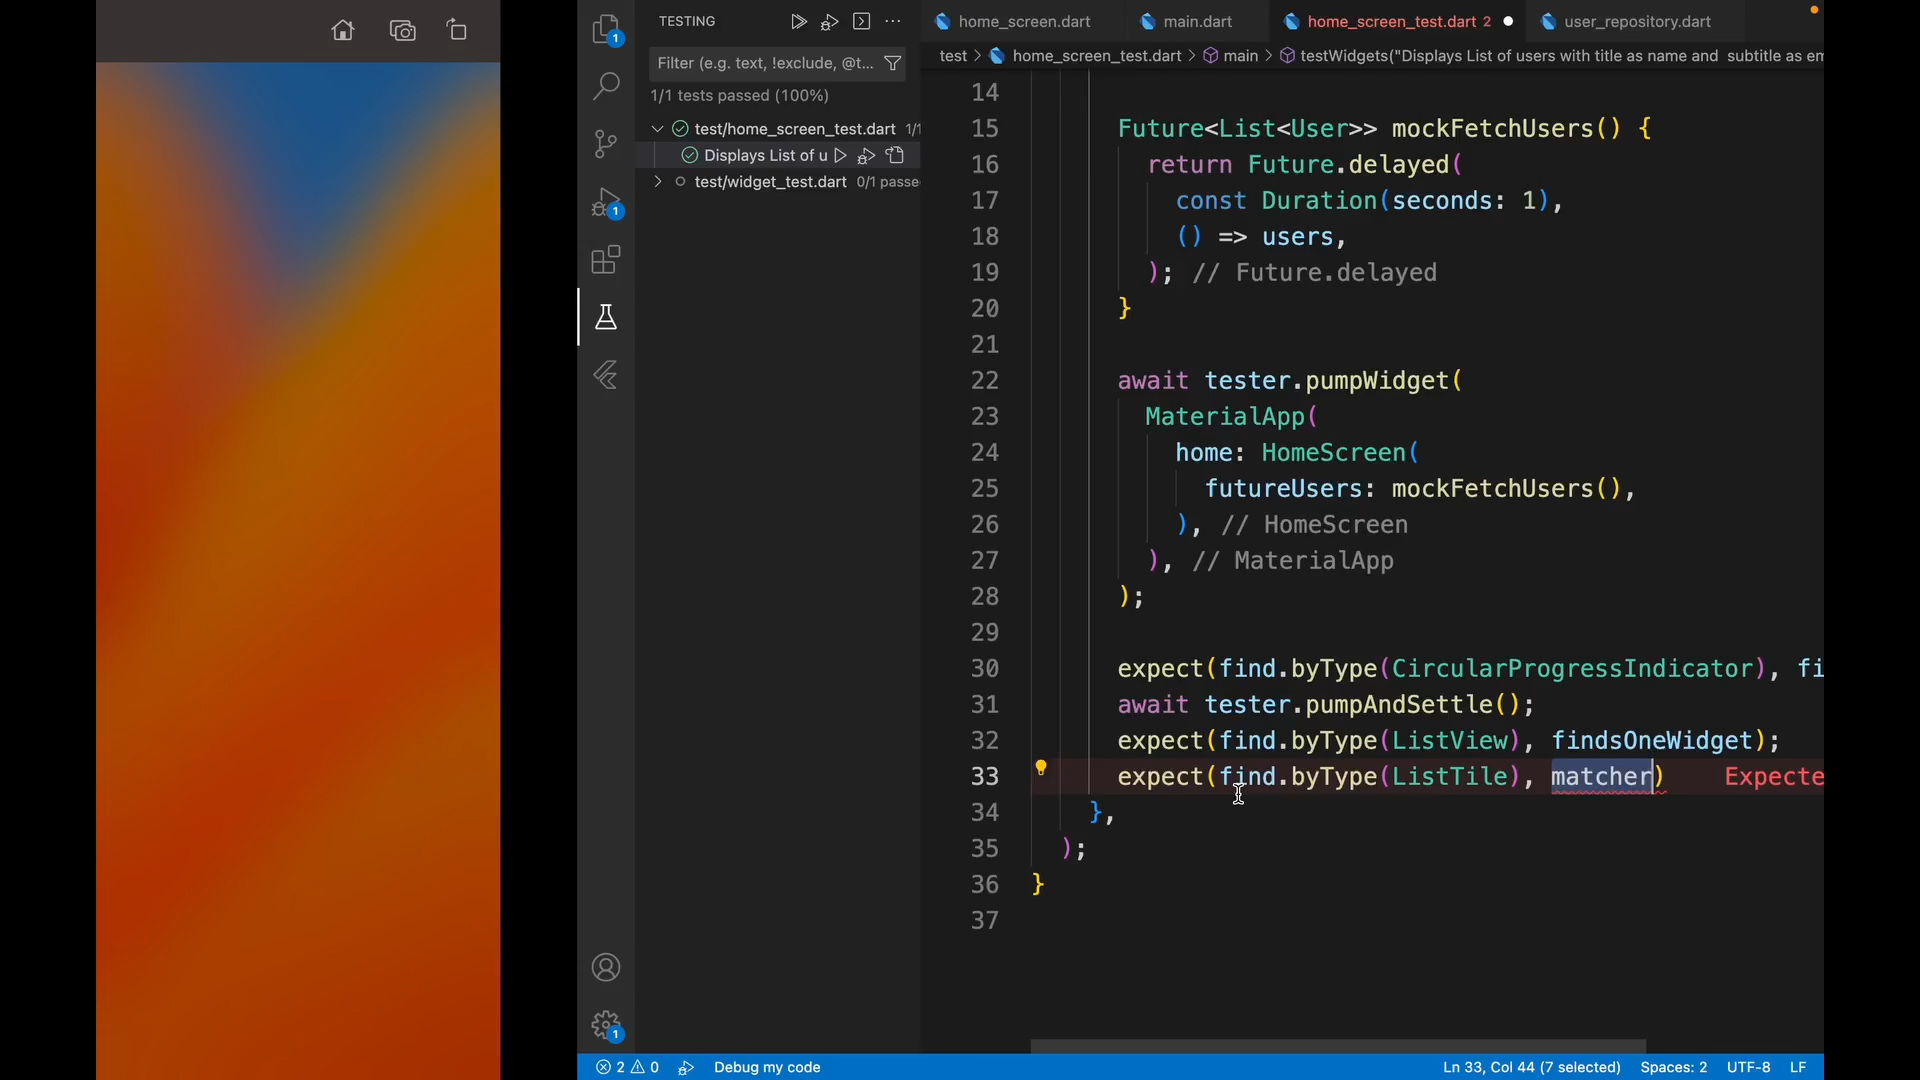 TESTING
home_screen.dart
main.dart
home_screen_test.dart 2
user_repository.dart
1
Filter (e.g. text, !exclude, @t...
test > home_screen_test.dart > main > testWidgets("Displays List of users with title as name and subtitle as em
1/1 tests passed (100%)
test/home_screen_test.dart 1/1
Displays List of u
test/widget_test.dart 0/1 passe
1
14
15 Future<List<User>> mockFetchUsers() {
16 return Future.delayed(
17 const Duration(seconds: 1),
18 () => users,
19 ); // Future.delayed
20 }
21
22 await tester.pumpWidget(
23 MaterialApp(
24 home: HomeScreen(
25 futureUsers: mockFetchUsers(),
26 ), // HomeScreen
27 ), // MaterialApp
28 );
29
30 expect(find.byType(CircularProgressIndicator), fi
31 await tester.pumpAndSettle();
32 expect(find.byType(ListView), findsOneWidget);
33 expect(find.byType(ListTile), matcher) Expecte
34 },
35 );
36 }
37
1
2 0 Debug my code Ln 33, Col 44 (7 selected) Spaces: 2 UTF-8 LF